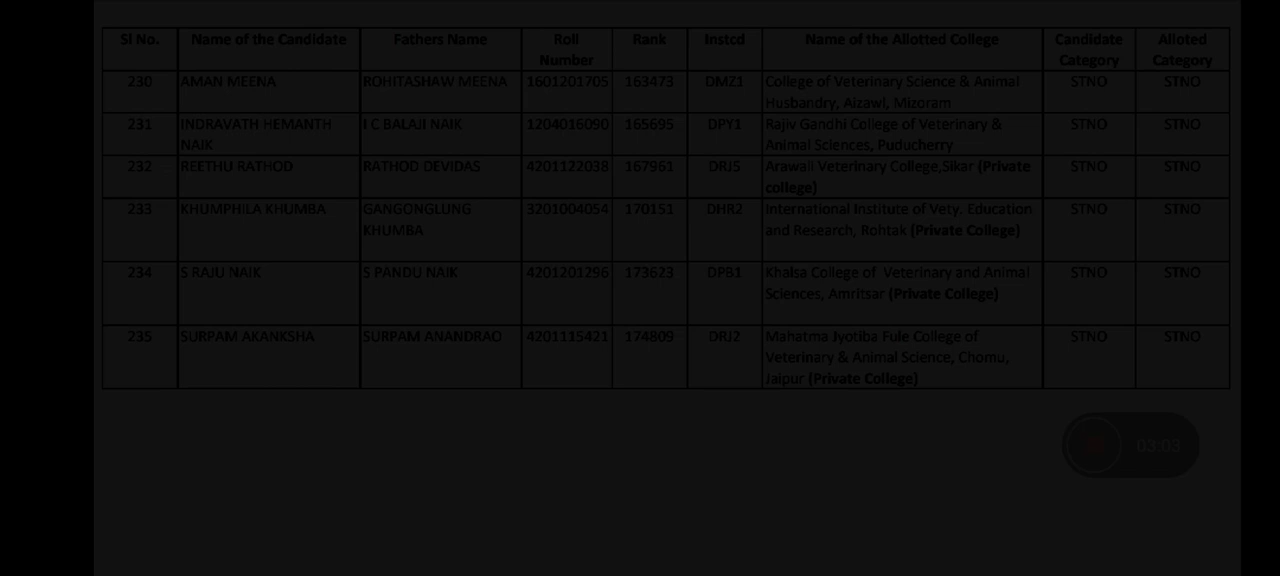 Sl No. Name of the Candidate Fathers Name Roll Number Rank Instcd Name of the Allotted College Candidate Category Alloted Category
230 AMAN MEENA ROHITASHAW MEENA 1601201705 163473 DMZ1 College of Veterinary Science & Animal Husbandry, Aizawl, Mizoram STNO STNO
231 INDRAVATH HEMANTH NAIK I C BALAJI NAIK 1204016090 165695 DPY1 Rajiv Gandhi College of Veterinary & Animal Sciences, Puducherry STNO STNO
232 REETHU RATHOD RATHOD DEVIDAS 4201122038 167961 DRJ5 Arawali Veterinary College,Sikar (Private college) STNO STNO
233 KHUMPHILA KHUMBA GANGONGLUNG KHUMBA 3201004054 170151 DHR2 International Institute of Vety. Education and Research, Rohtak (Private College) STNO STNO
234 S RAJU NAIK S PANDU NAIK 4201201296 173623 DPB1 Khalsa College of Veterinary and Animal Sciences, Amritsar (Private College) STNO STNO
235 SURPAM AKANKSHA SURPAM ANANDRAO 4201115421 174809 DRJ2 Mahatma Jyotiba Fule College of Veterinary & Animal Science, Chomu, Jaipur (Private College) STNO STNO
03:03